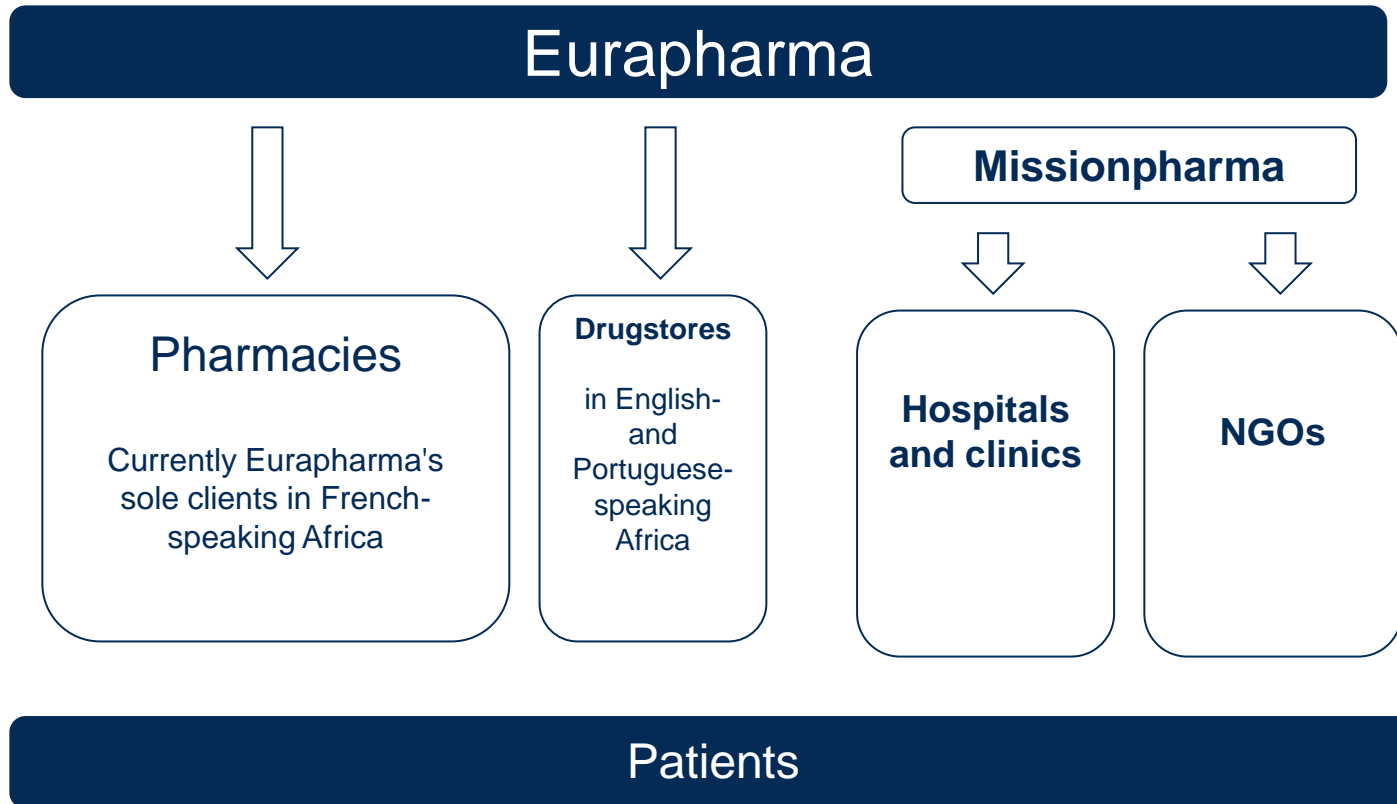 Eurapharma
Missionpharma
Pharmacies
Currently Eurapharma's
sole clients in French-
speaking Africa
Drugstores
in English-
and
Portuguese-
speaking
Africa
Hospitals
and clinics
NGOs
Patients